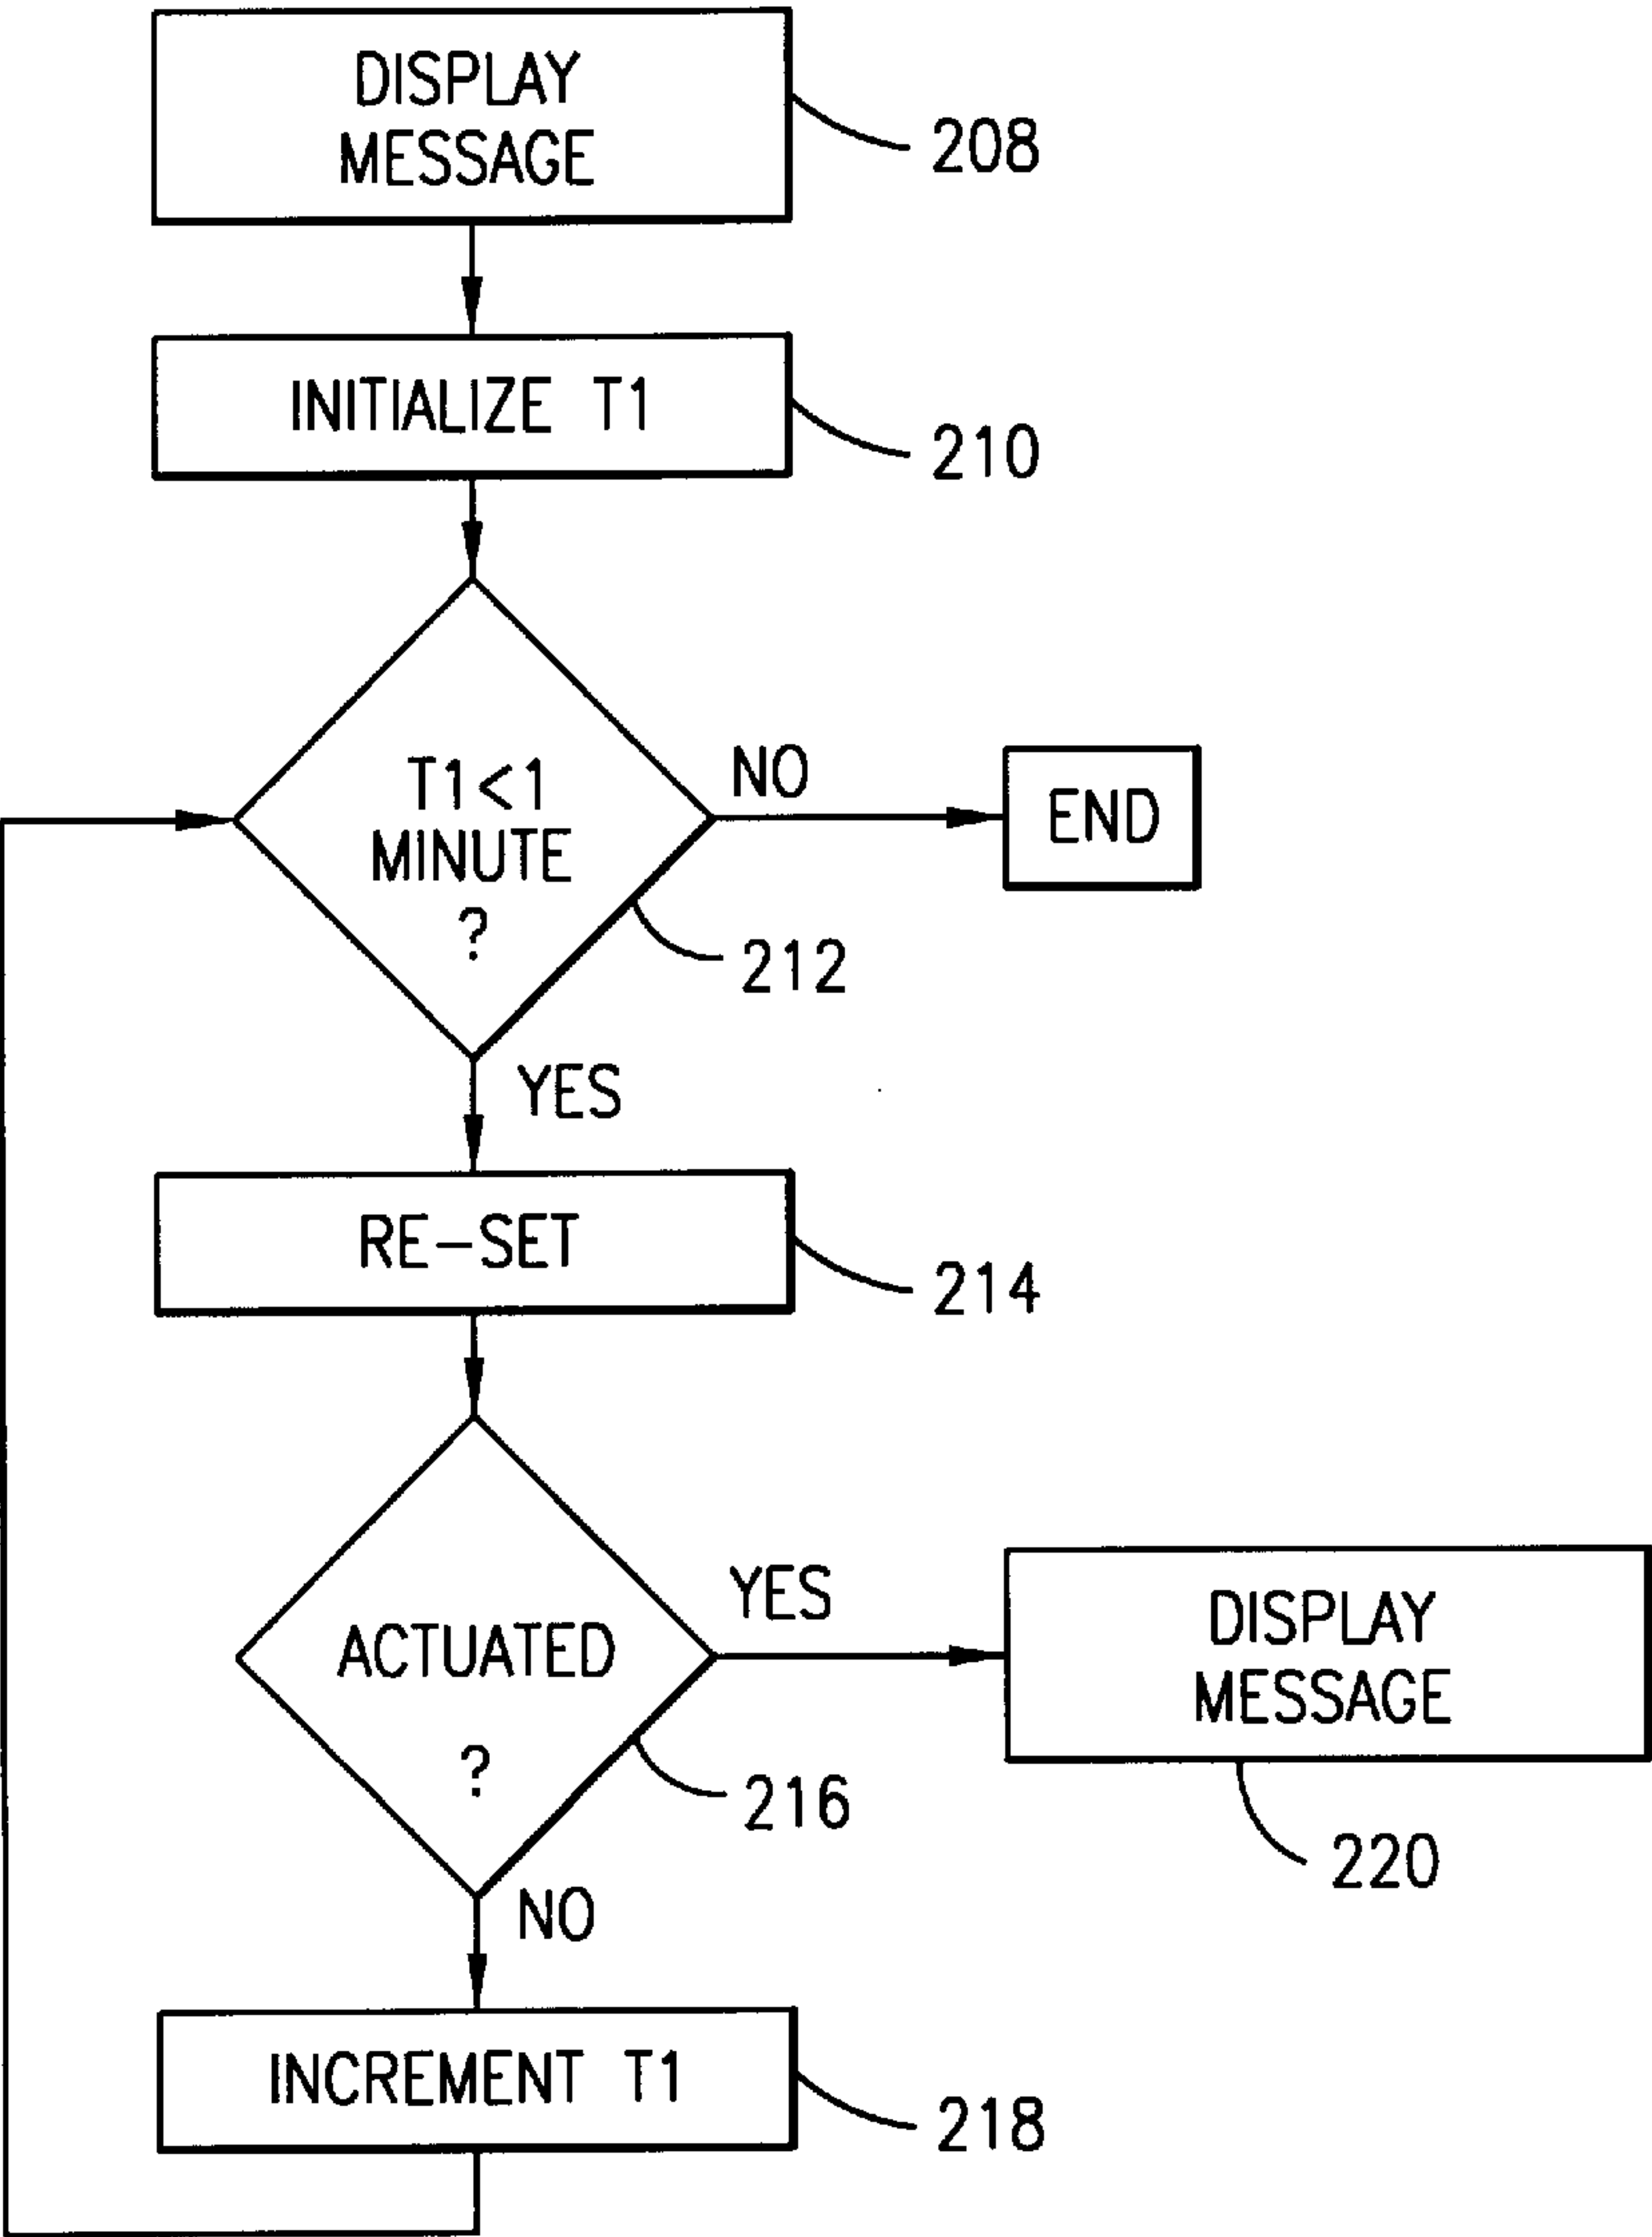 DISPLAY
MESSAGE
208
INITIALIZE T1
210
T1<1
MINUTE
?
NO
END
212
YES
RE-SET
214
ACTUATED
?
YES
DISPLAY
MESSAGE
216
220
NO
INCREMENT T1
218